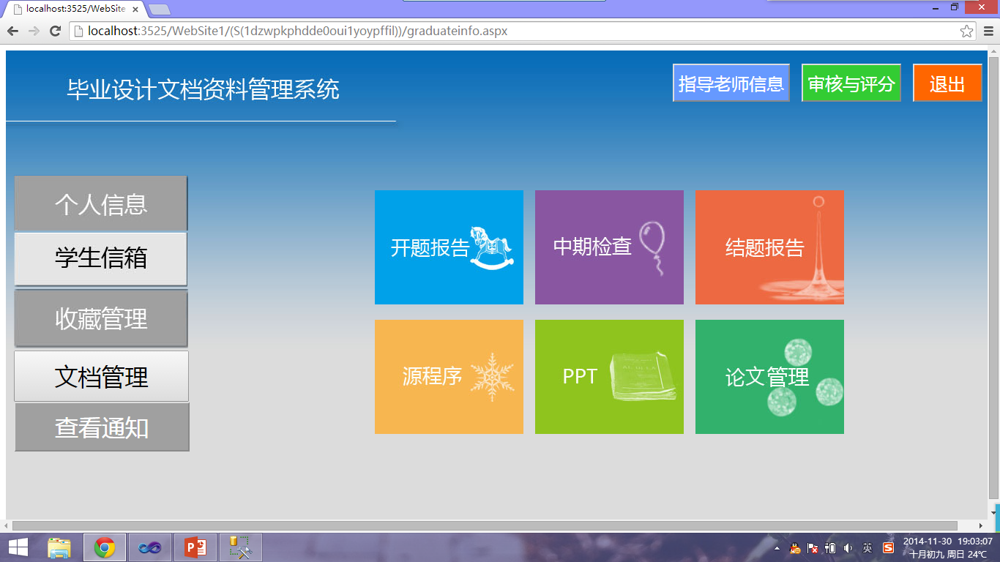 localhost:3525/WebSite
localhost:3525/WebSite1/(S(1dzwpkphdde0oui1yoypffil))/graduateinfo.aspx
毕业设计文档资料管理系统
指导老师信息
审核与评分
退出
个人信息
学生信箱
收藏管理
文档管理
查看通知
开题报告
中期检查
结题报告
源程序
PPT
论文管理
英
2014-11-30 19:03:07
十月初九 周日 24℃